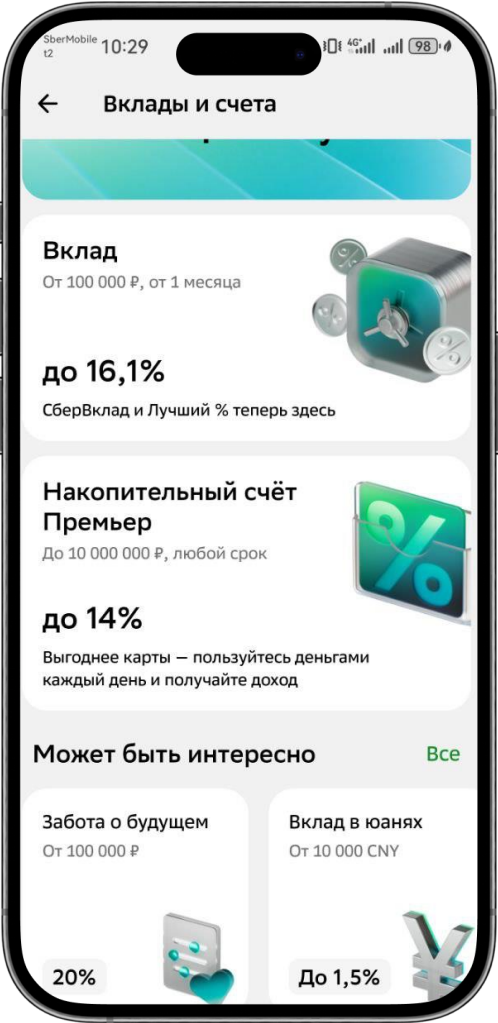 SberMobile
t2
10:29
4G+
98
Вклады и счета
Вклад
От 100 000 ₽, от 1 месяца
до 16,1%
СберВклад и Лучший % теперь здесь
Накопительный счёт
Премьер
До 10 000 000 ₽, любой срок
до 14%
Выгоднее карты — пользуйтесь деньгами
каждый день и получайте доход
Может быть интересно
Все
Забота о будущем
От 100 000 ₽
20%
Вклад в юанях
От 10 000 CNY
До 1,5%